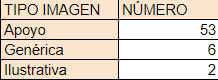 TIPO IMAGEN NÚMERO
Apoyo 53
Genérica 6
Ilustrativa 2